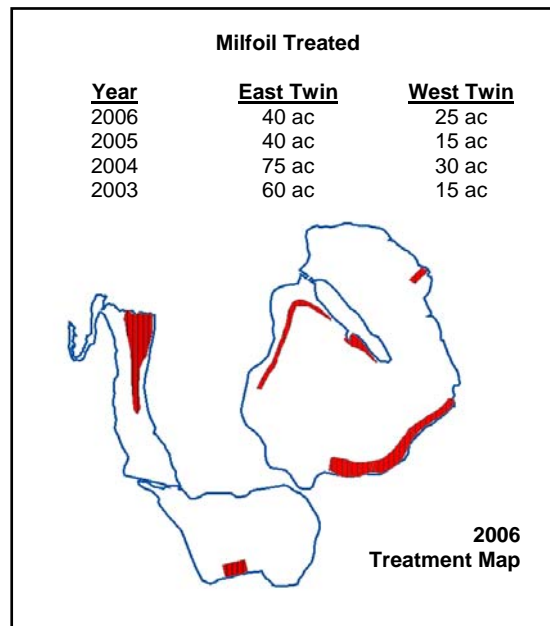 Milfoil Treated
Year East Twin West Twin
2006 40 ac 25 ac
2005 40 ac 15 ac
2004 75 ac 30 ac
2003 60 ac 15 ac
2006
Treatment Map